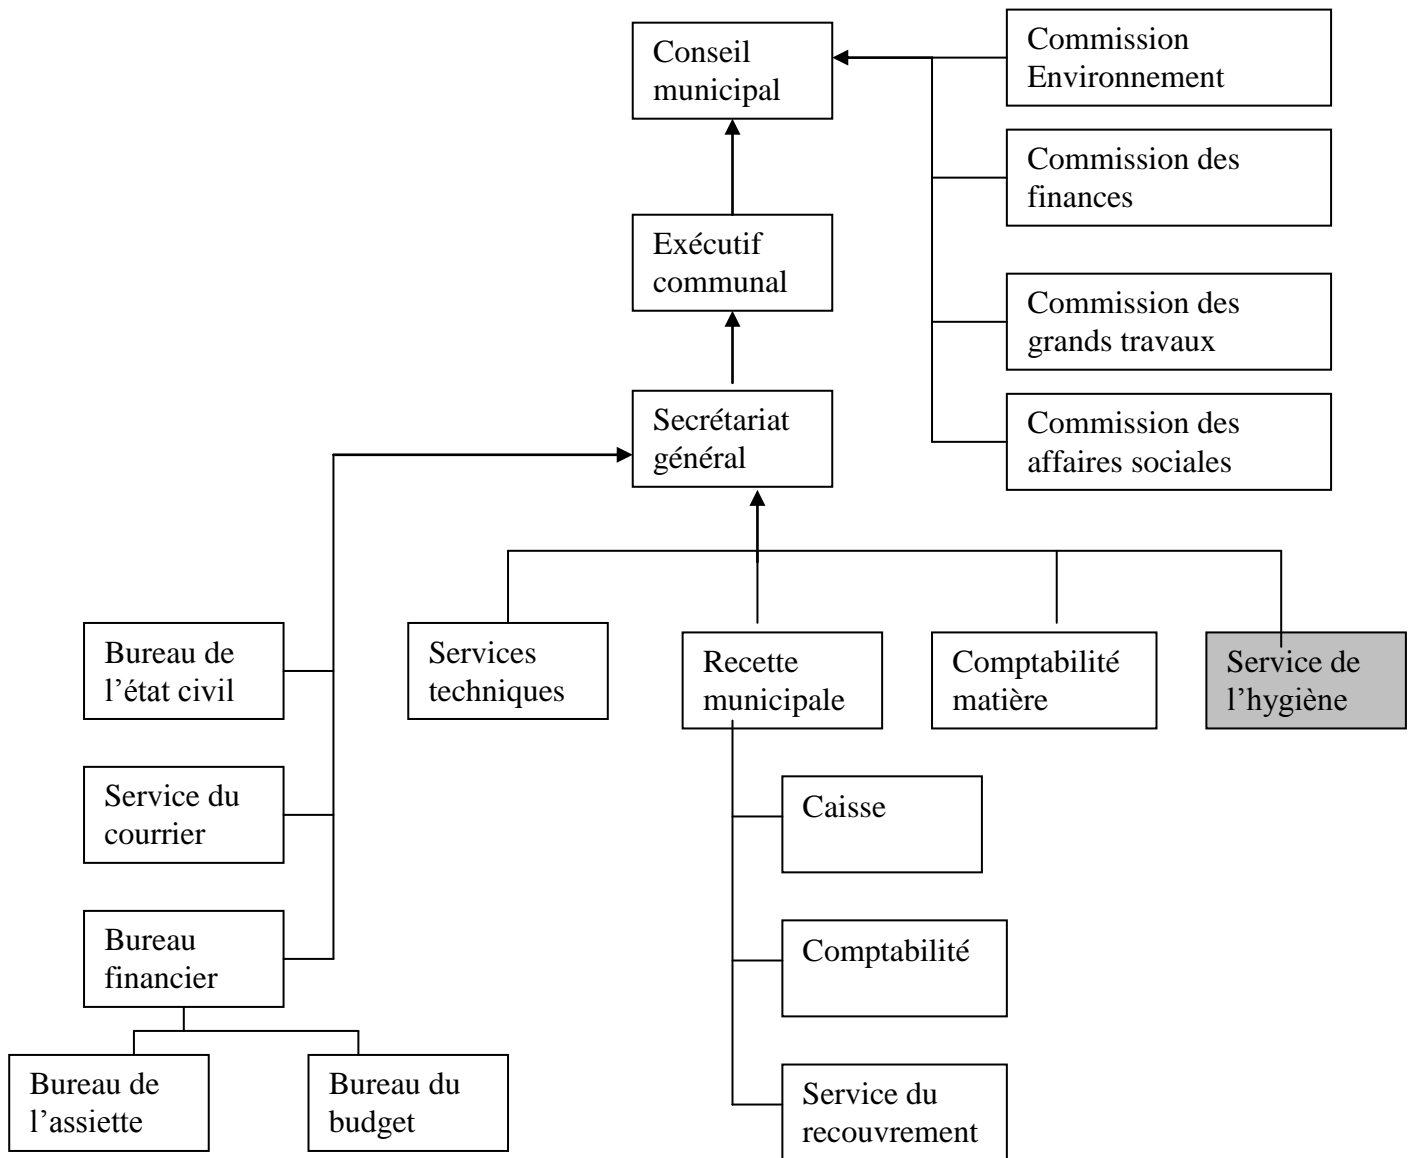 Conseil
municipal
Commission
Environnement
Commission des
finances
Exécutif
communal
Commission des
grands travaux
Secrétariat
général
Commission des
affaires sociales
Bureau de
l’état civil
Services
techniques
Recette
municipale
Comptabilité
matière
Service de
l’hygiène
Service du
courrier
Caisse
Bureau
financier
Comptabilité
Bureau de
l’assiette
Bureau du
budget
Service du
recouvrement